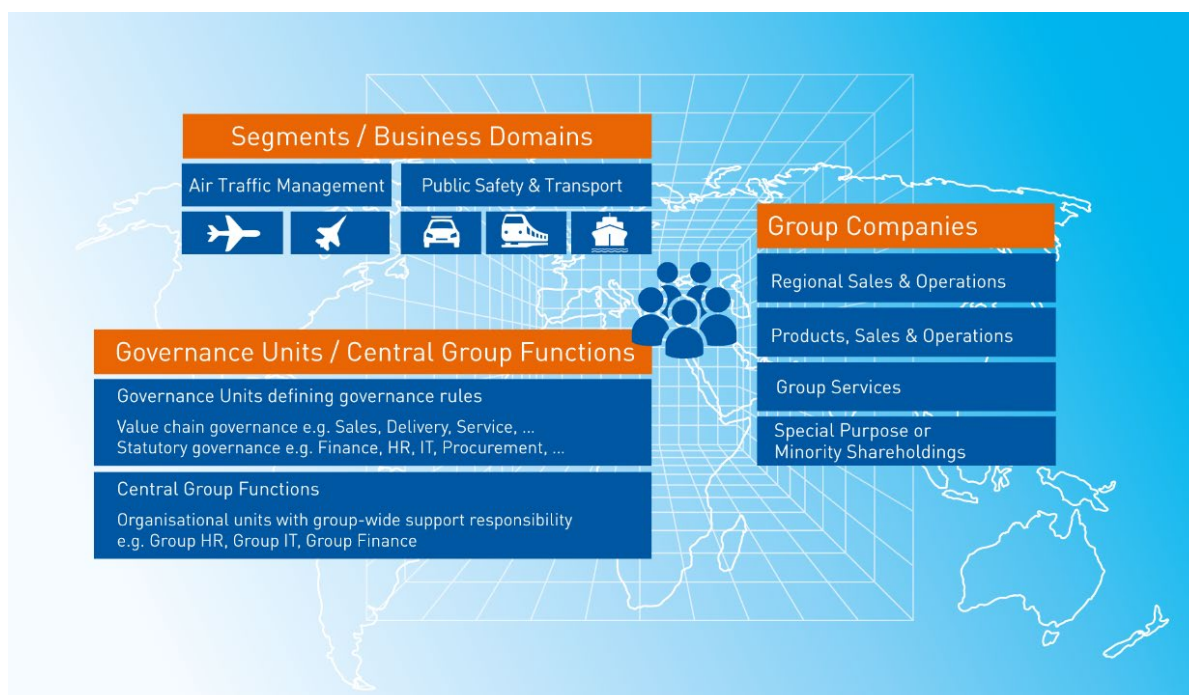 Segments / Business Domains
Air Traffic Management
Public Safety & Transport
Group Companies
Regional Sales & Operations
Products, Sales & Operations
Group Services
Special Purpose or
Minority Shareholdings
Governance Units / Central Group Functions
Governance Units defining governance rules
Value chain governance e.g. Sales, Delivery, Service, ...
Statutory governance e.g. Finance, HR, IT, Procurement, ...
Central Group Functions
Organisational units with group-wide support responsibility
e.g. Group HR, Group IT, Group Finance